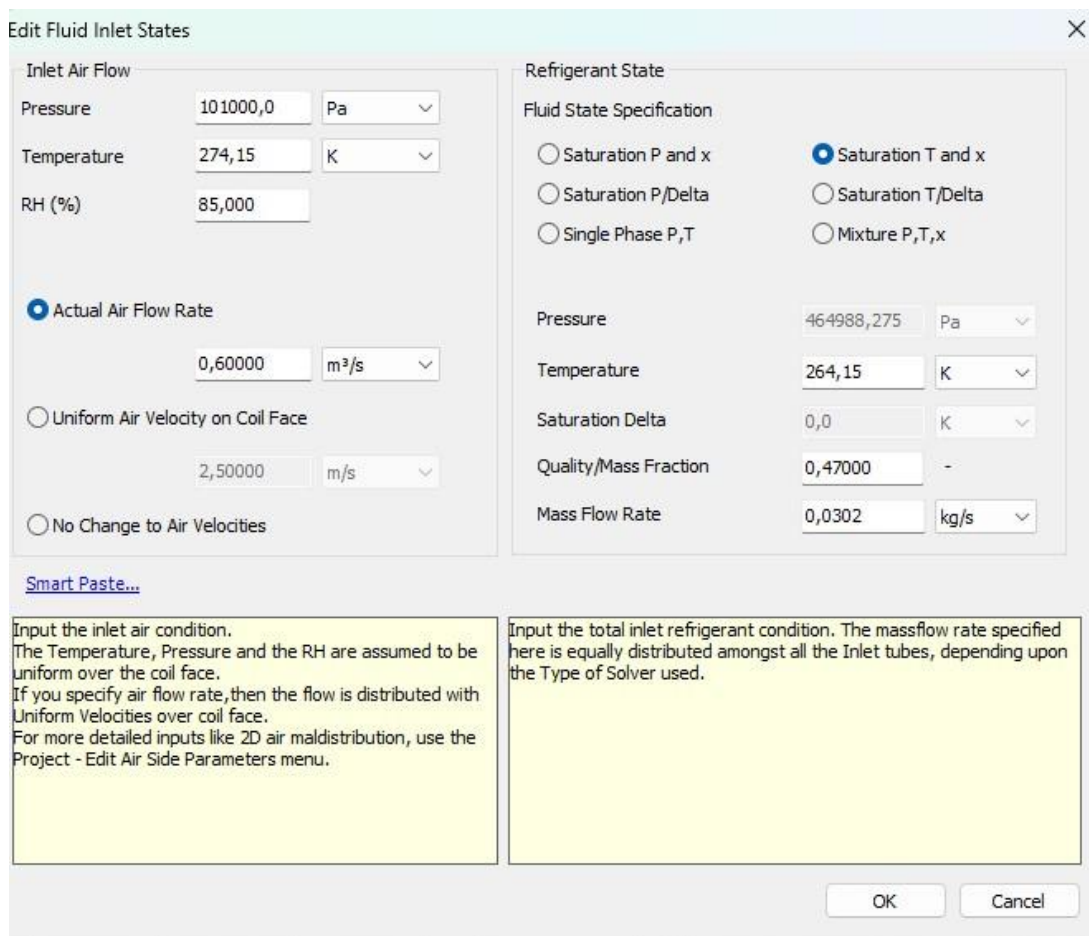 Edit Fluid Inlet States
Inlet Air Flow
Pressure 101000,0 Pa
Temperature 274,15 K
RH (%) 85,000
Actual Air Flow Rate
0,60000 m³/s
Uniform Air Velocity on Coil Face
2,50000 m/s
No Change to Air Velocities
Refrigerant State
Fluid State Specification
Saturation P and x Saturation T and x
Saturation P/Delta Saturation T/Delta
Single Phase P,T Mixture P,T,x
Pressure 464988,275 Pa
Temperature 264,15 K
Saturation Delta 0,0 K
Quality/Mass Fraction 0,47000 -
Mass Flow Rate 0,0302 kg/s
Smart Paste...
Input the inlet air condition.
The Temperature, Pressure and the RH are assumed to be
uniform over the coil face.
If you specify air flow rate,then the flow is distributed with
Uniform Velocities over coil face.
For more detailed inputs like 2D air maldistribution, use the
Project - Edit Air Side Parameters menu.
Input the total inlet refrigerant condition. The massflow rate specified
here is equally distributed amongst all the Inlet tubes, depending upon
the Type of Solver used.
OK Cancel